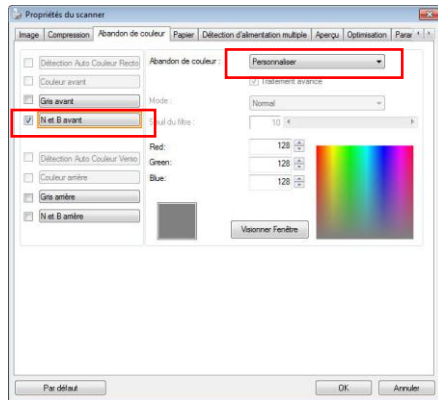 Propriétés du scanner
Image Compression Abandon de couleur Papier Détection d'alimentation multiple Aperçu Optimisation Parar
Détection Auto Couleur Recto
Abandon de couleur :
Personnaliser
Couleur avant
Traitement avancé
Gris avant
Mode :
Normal
N et B avant
Seuil du filtre :
10
Red:
128
Détection Auto Couleur Verso
Green:
128
Couleur arrière
Blue:
128
Gris arrière
N et B arrière
Visionner Fenêtre
Par défaut
OK
Annuler